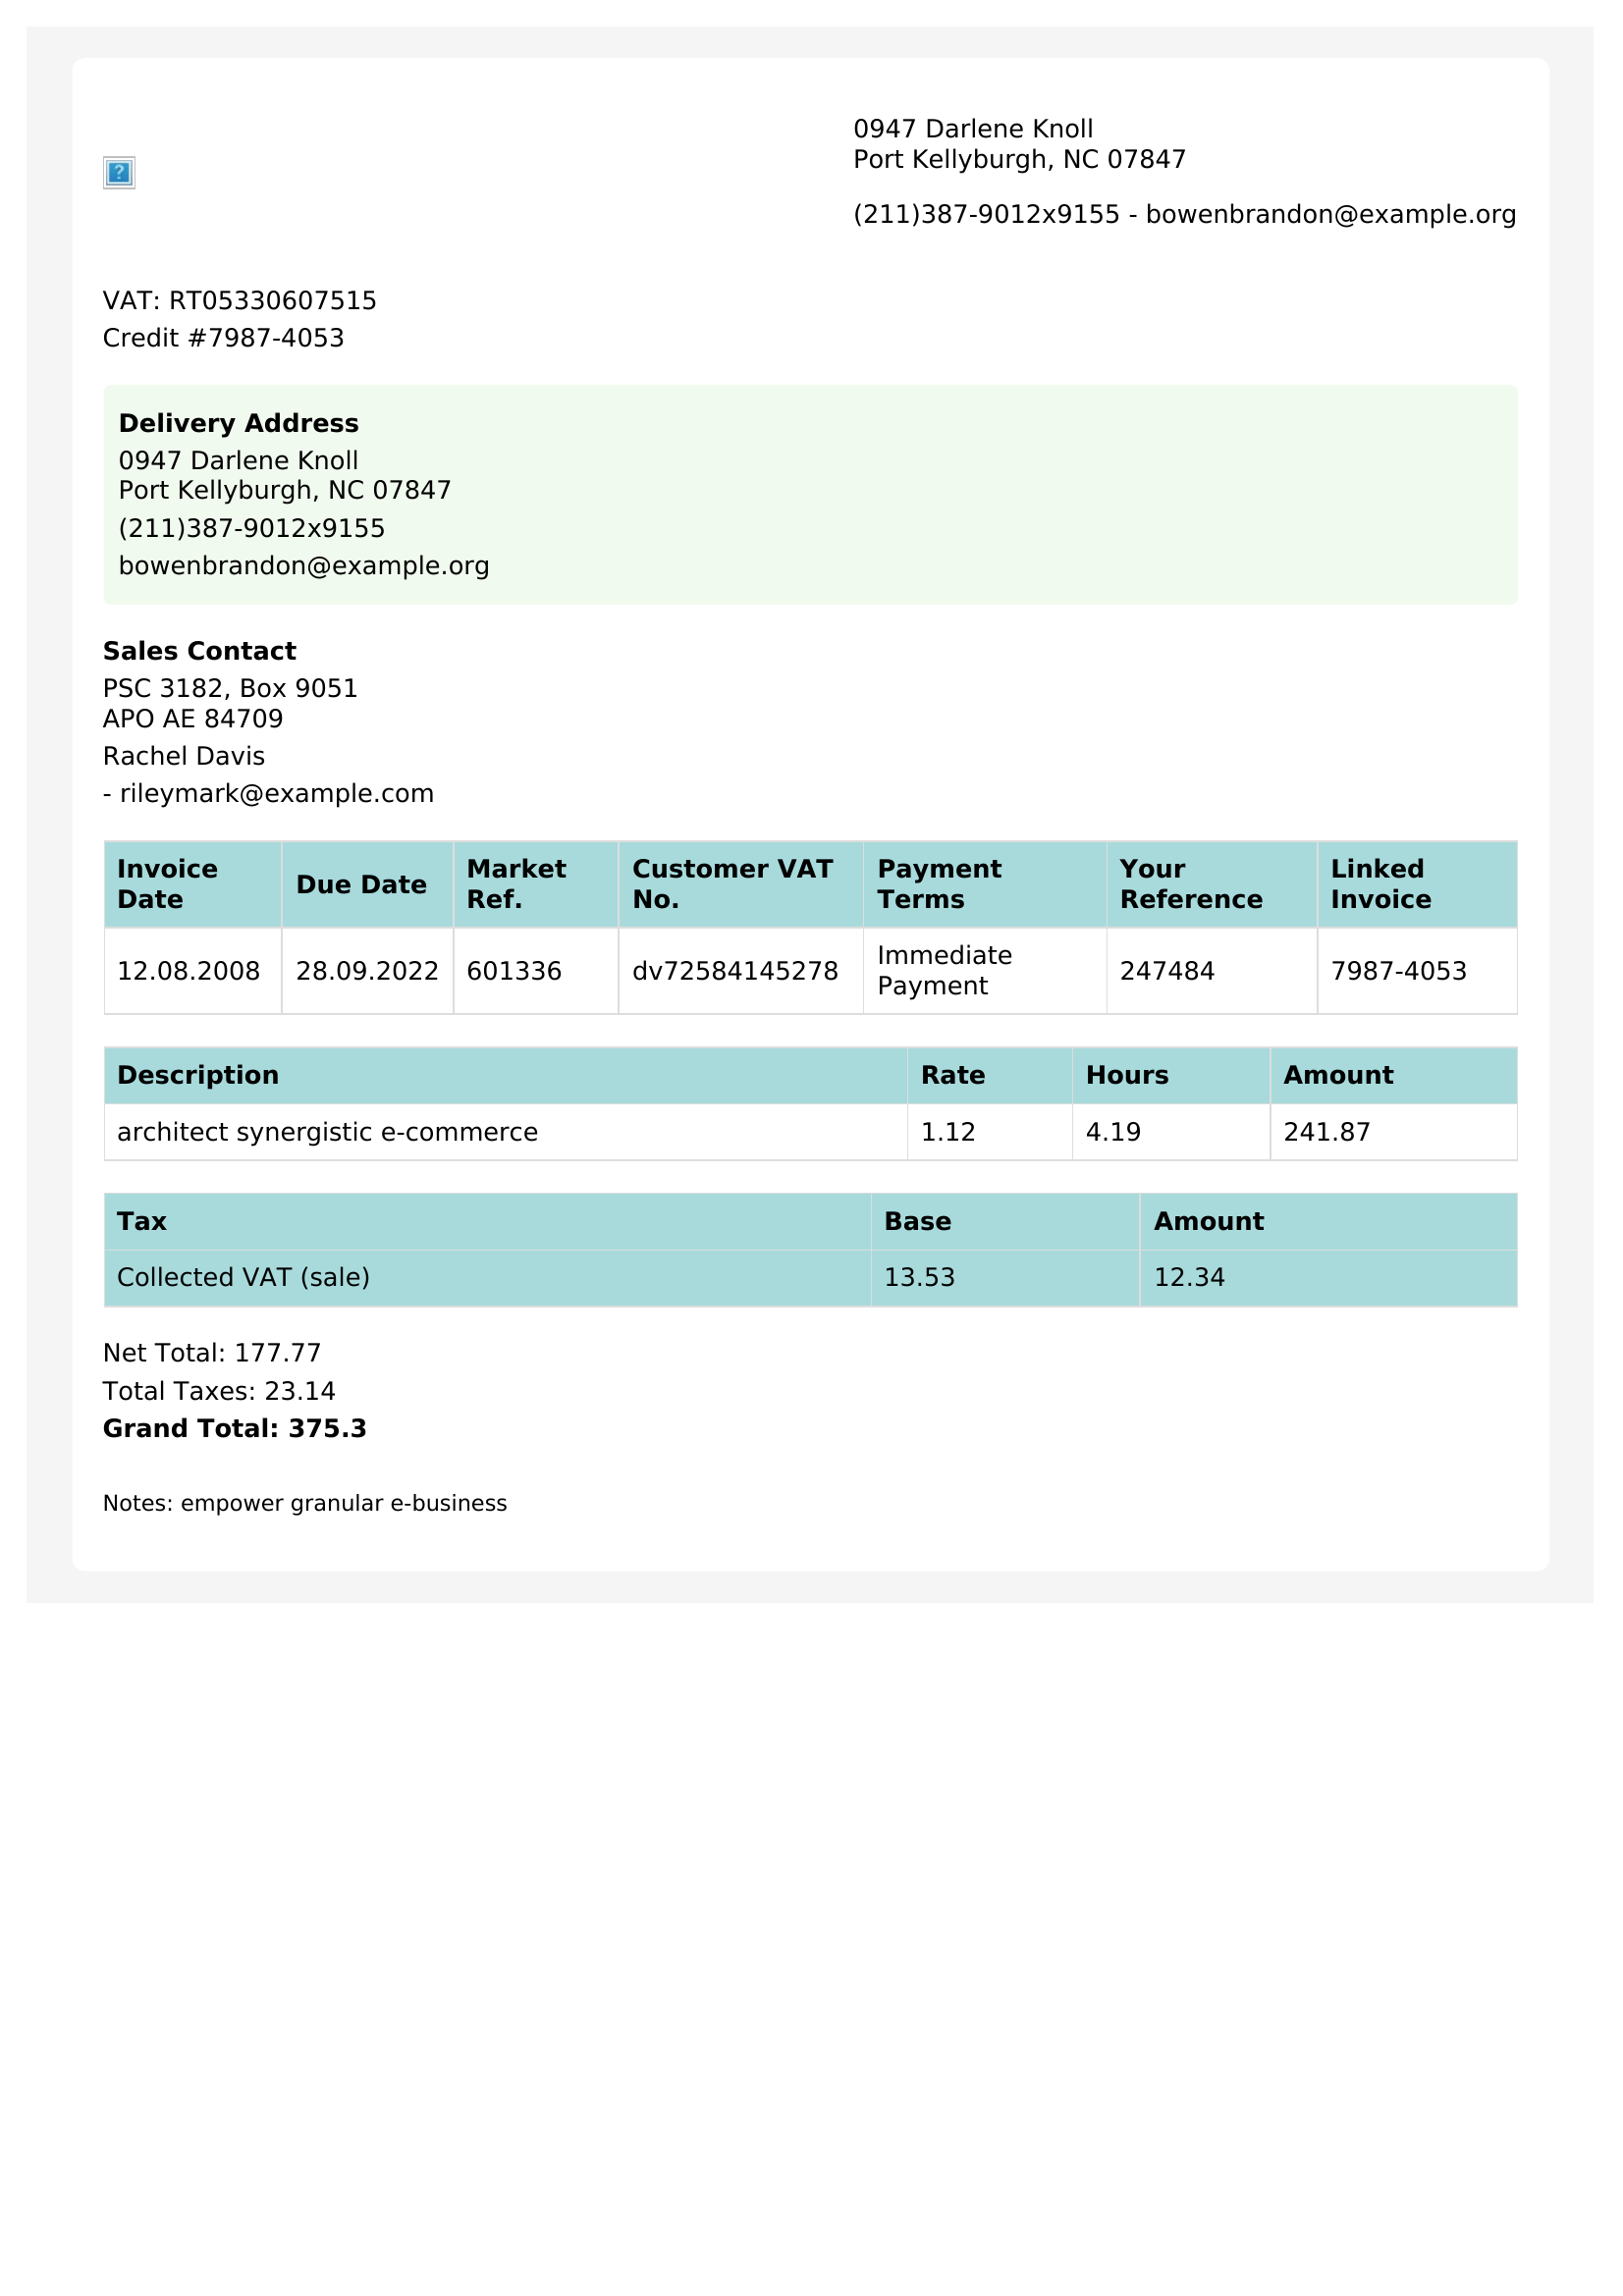 0947 Darlene Knoll
Port Kellyburgh, NC 07847
(211)387-9012x9155 - bowenbrandon@example.org
VAT: RT05330607515
Credit #7987-4053
Delivery Address
0947 Darlene Knoll
Port Kellyburgh, NC 07847
(211)387-9012x9155
bowenbrandon@example.org
Sales Contact
PSC 3182, Box 9051
APO AE 84709
Rachel Davis
- rileymark@example.com
Invoice Date Due Date Market Ref. Customer VAT No. Payment Terms Your Reference Linked Invoice
12.08.2008 28.09.2022 601336 dv72584145278 Immediate Payment 247484 7987-4053
Description Rate Hours Amount
architect synergistic e-commerce 1.12 4.19 241.87
Tax Base Amount
Collected VAT (sale) 13.53 12.34
Net Total: 177.77
Total Taxes: 23.14
Grand Total: 375.3
Notes: empower granular e-business